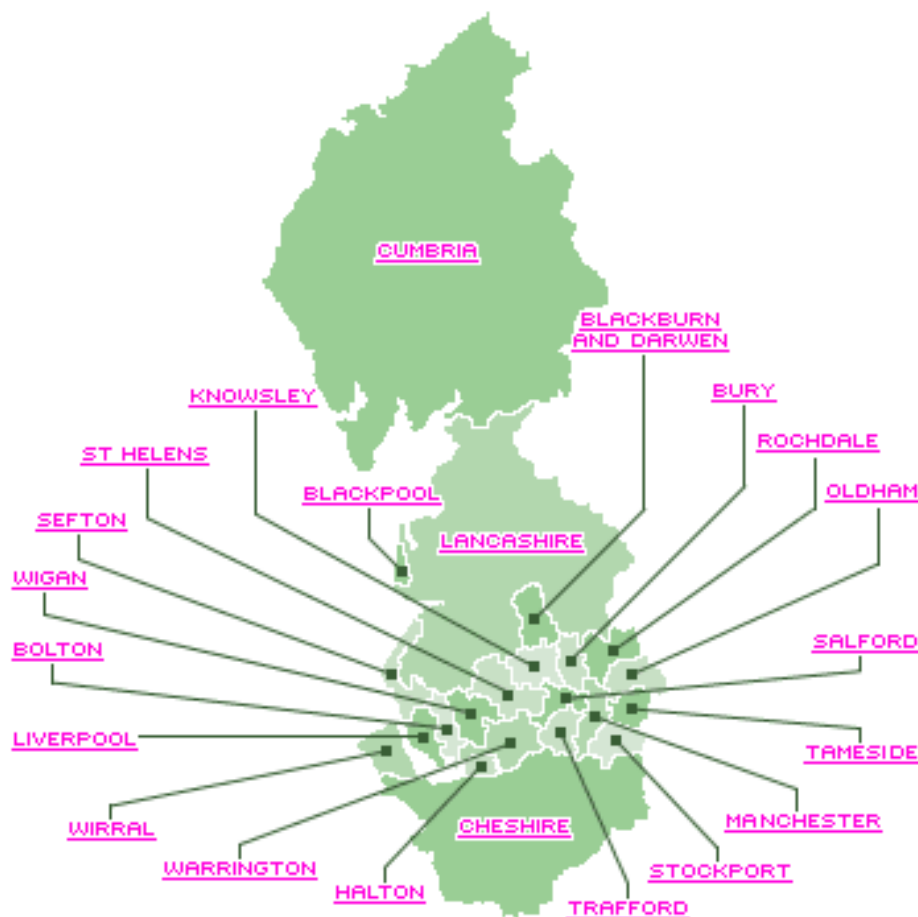 CUMBRIA
BLACKBURN
AND DARWEN
KNOWSLEY
BURY
ROCHDALE
ST HELENS
BLACKPOOL
OLDHAM
SEFTON
LANCASHIRE
WIGAN
BOLTON
SALFORD
LIVERPOOL
TAMESIDE
WIRRAL
CHESHIRE
MANCHESTER
WARRINGTON
STOCKPORT
HALTON
TRAFFORD